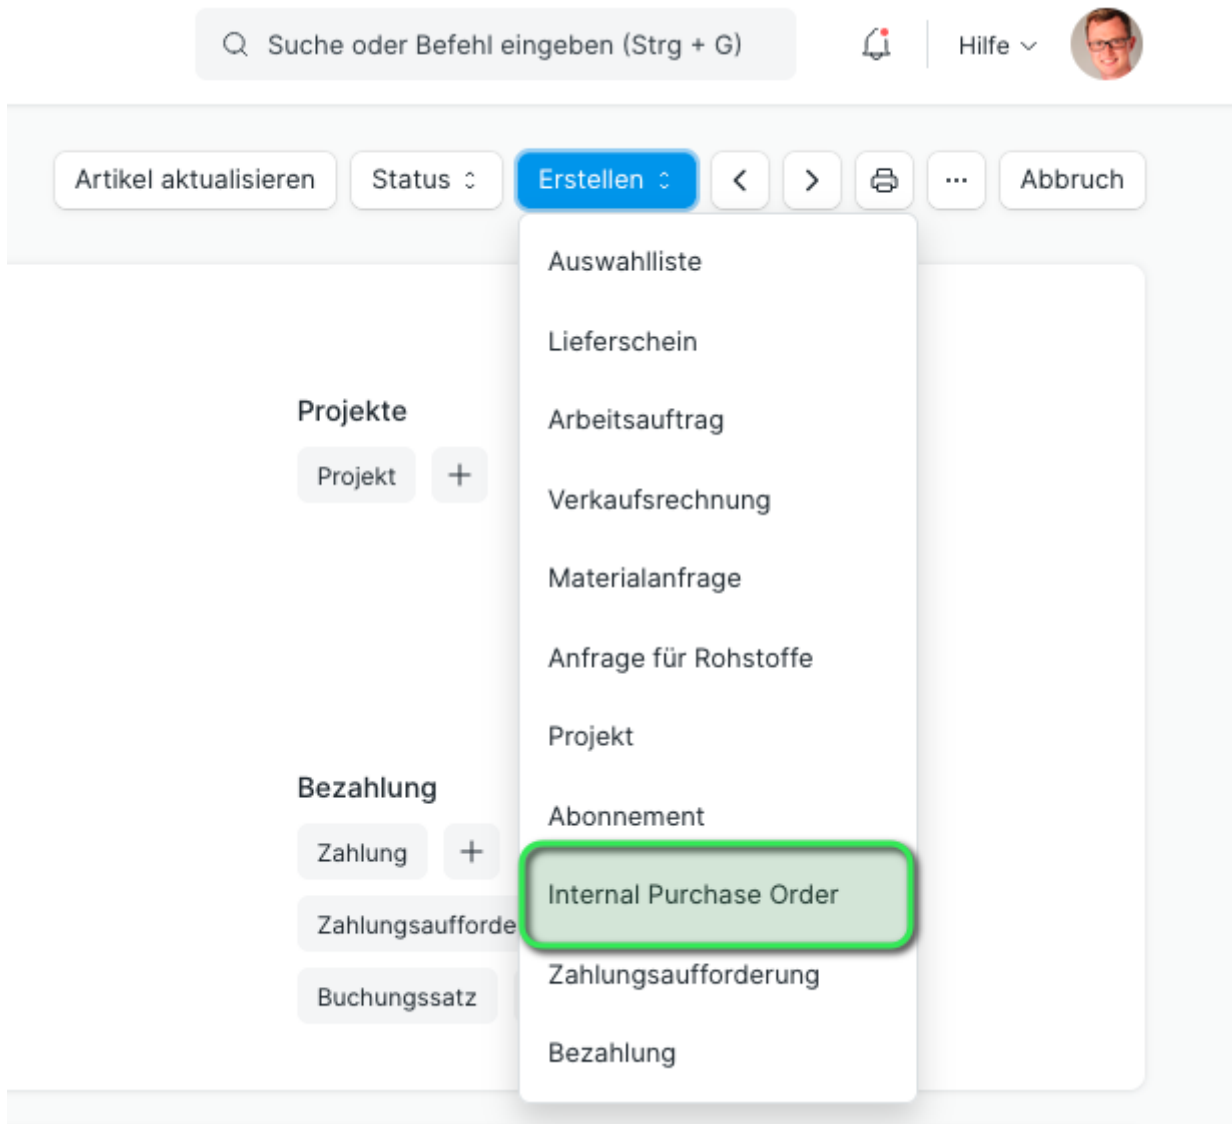 Suche oder Befehl eingeben (Strg + G)
Hilfe
Artikel aktualisieren
Status
Erstellen
...
Abbruch
Projekte
Projekt
+
Bezahlung
Zahlung
+
Zahlungsaufforde
Buchungssatz
Auswahlliste
Lieferschein
Arbeitsauftrag
Verkaufsrechnung
Materialanfrage
Anfrage für Rohstoffe
Projekt
Abonnement
Internal Purchase Order
Zahlungsaufforderung
Bezahlung